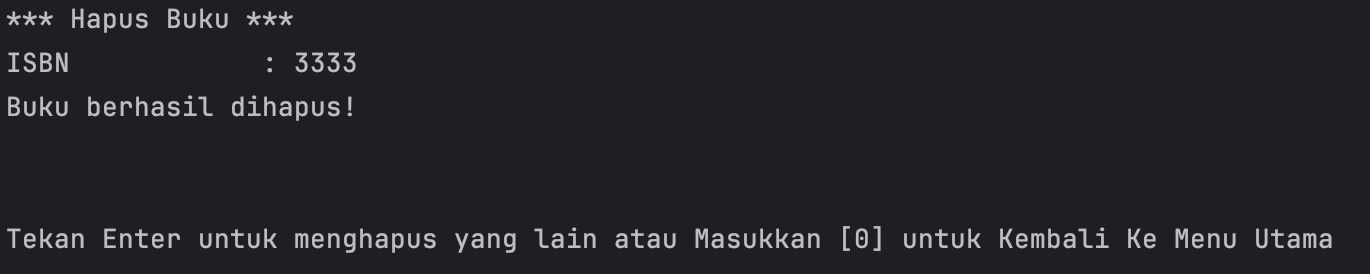 *** Hapus Buku ***
ISBN            : 3333
Buku berhasil dihapus!
Tekan Enter untuk menghapus yang lain atau Masukkan [0] untuk Kembali Ke Menu Utama